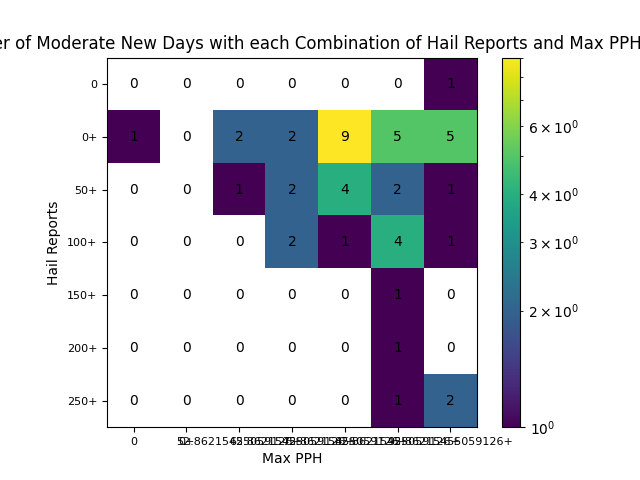 er of Moderate New Days with each Combination of Hail Reports and Max PPH
0 0 0 0 0 0 0 1
0+ 1 0 2 2 9 5 5
50+ 0 0 1 2 4 2 1
100+ 0 0 0 2 1 4 1
150+ 0 0 0 0 0 1 0
200+ 0 0 0 0 0 1 0
250+ 0 0 0 0 0 1 2
Hail Reports
0
Max PPH
6 × 10⁰
4 × 10⁰
3 × 10⁰
2 × 10⁰
10⁰